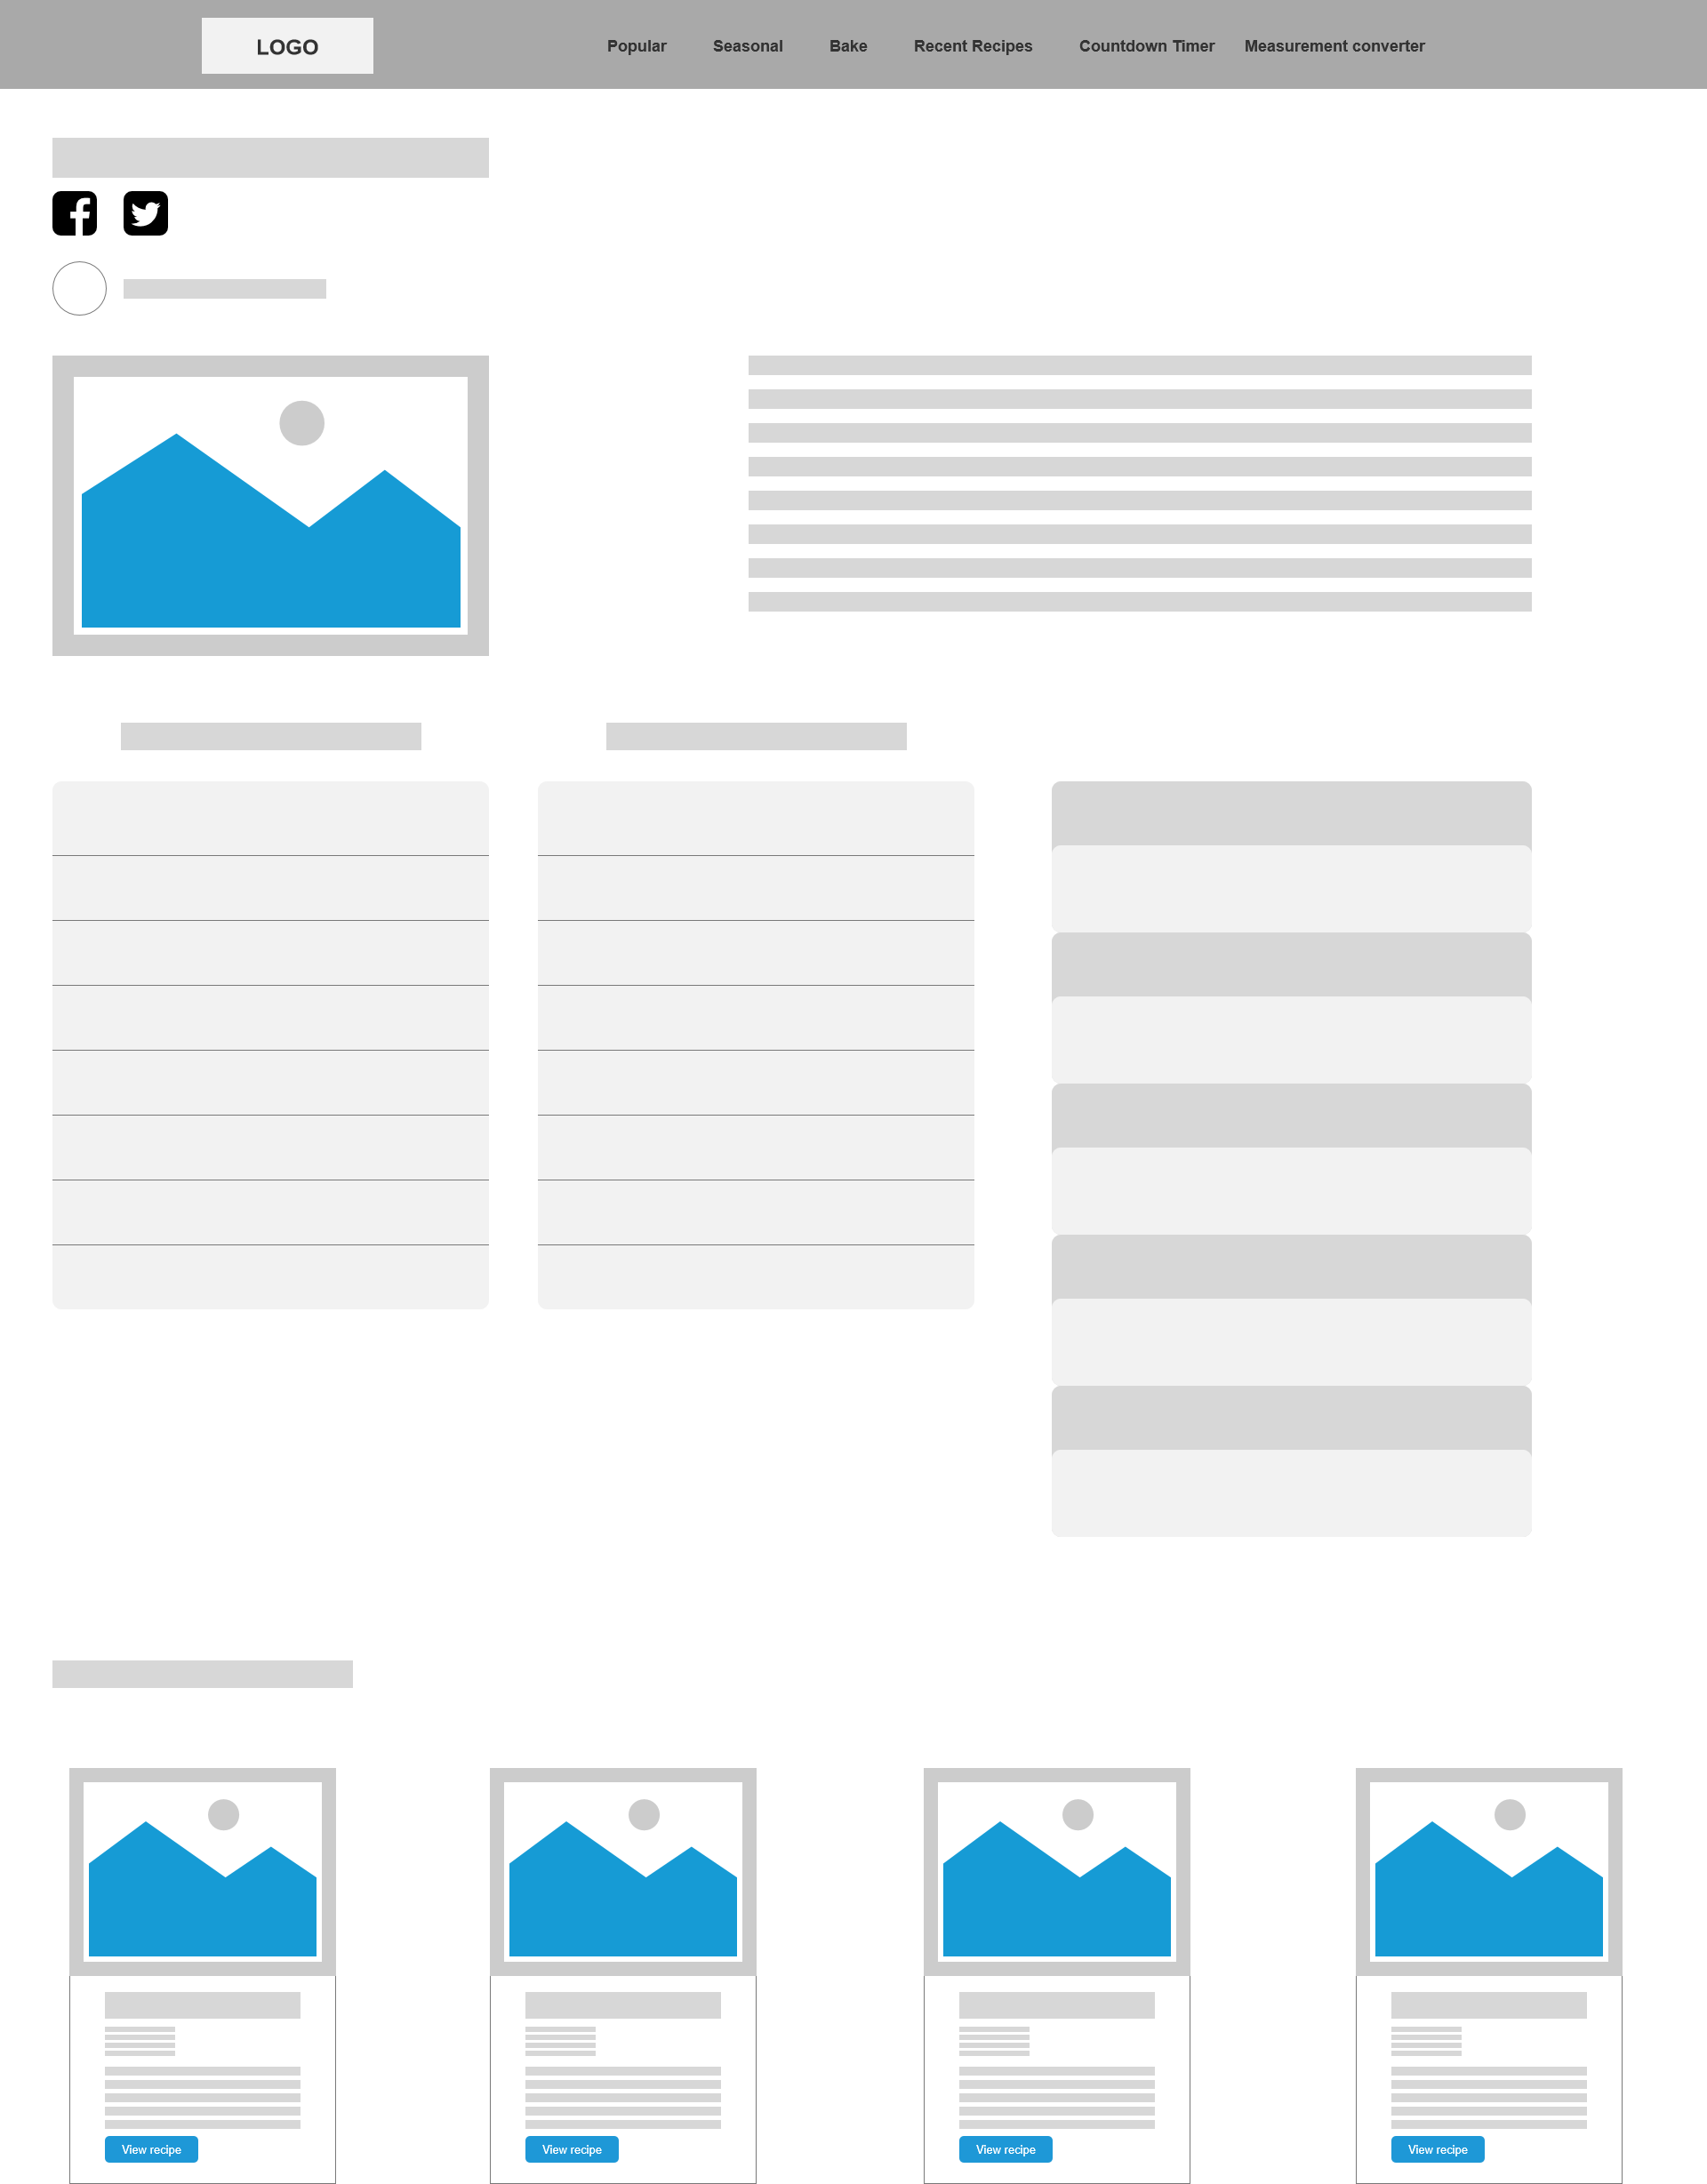 LOGO
Popular
Seasonal
Bake
Recent Recipes
Countdown Timer
Measurement converter
View recipe
View recipe
View recipe
View recipe